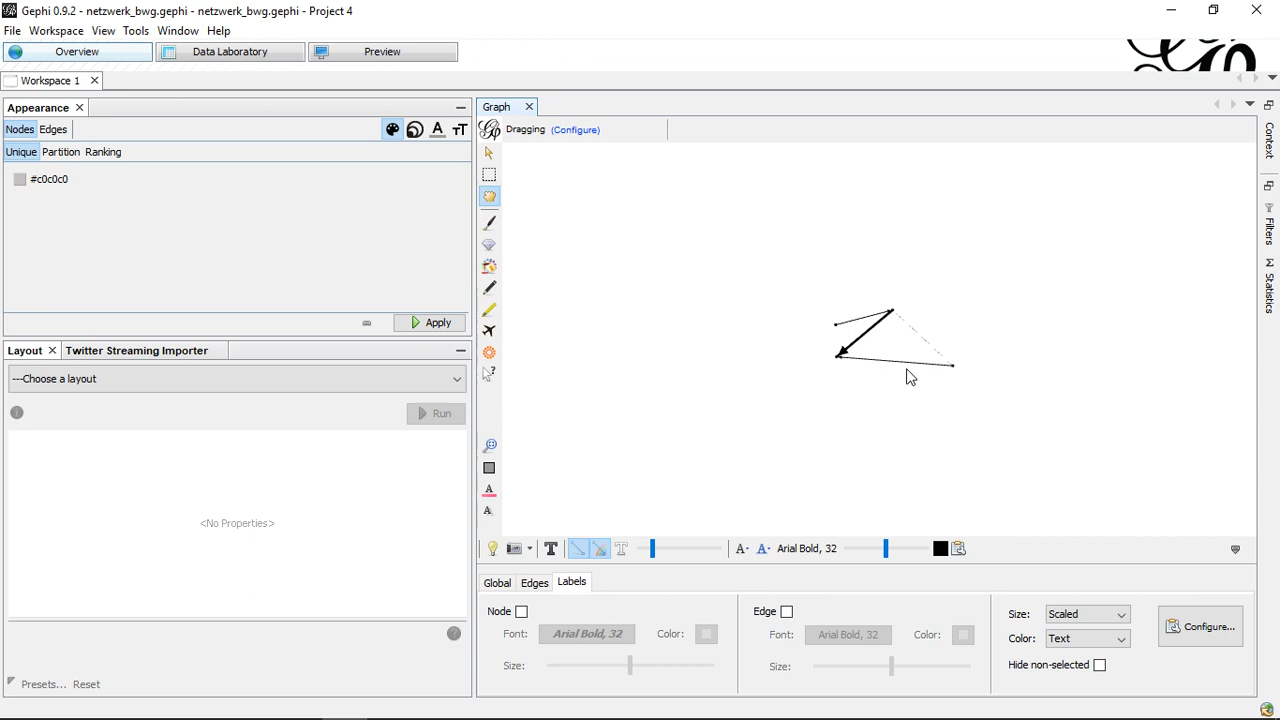 Gephi 0.9.2 - netzwerk_bwg.gephi - netzwerk_bwg.gephi - Project 4
File Workspace View Tools Window Help
Overview Data Laboratory Preview
Workspace 1
Appearance
Nodes Edges
Unique Partition Ranking
#c0c0c0
Apply
Layout Twitter Streaming Importer
---Choose a layout
Run
<No Properties>
Presets... Reset
Graph
Dragging (Configure)
Arial Bold, 32
Global Edges Labels
Node Edge
Font: Arial Bold, 32 Color: Font: Arial Bold, 32 Color:
Size: Size:
Size: Scaled
Color: Text
Hide non-selected
Configure...
Context
Filters
Statistics